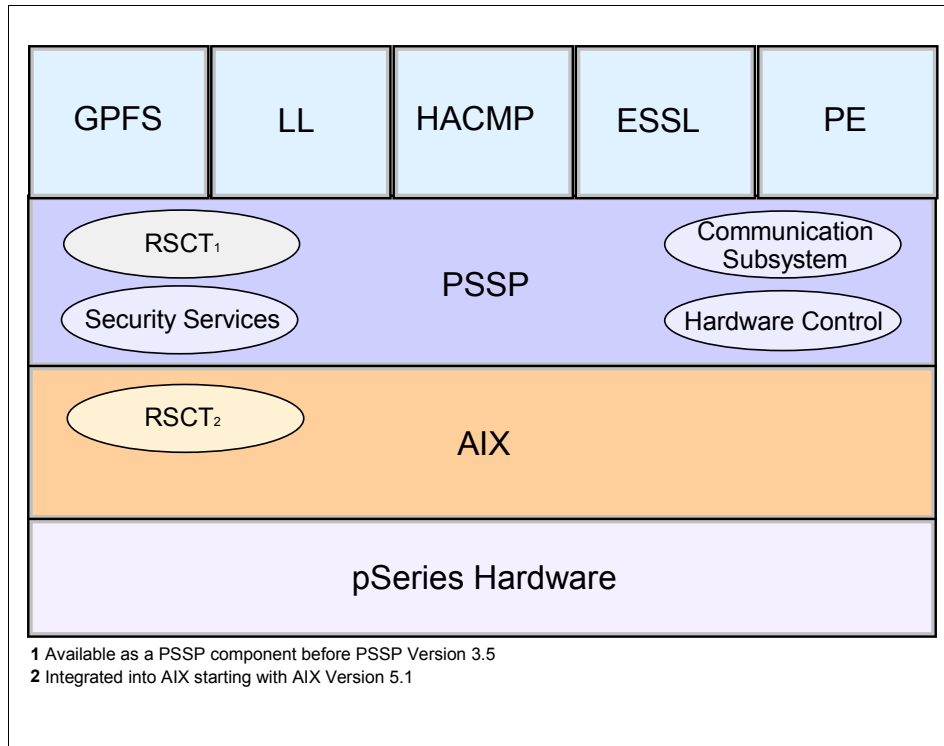 GPFS
LL
HACMP
ESSL
PE
RSCT1
Communication
Subsystem
PSSP
Security Services
Hardware Control
RSCT2
AIX
pSeries Hardware
1 Available as a PSSP component before PSSP Version 3.5
2 Integrated into AIX starting with AIX Version 5.1